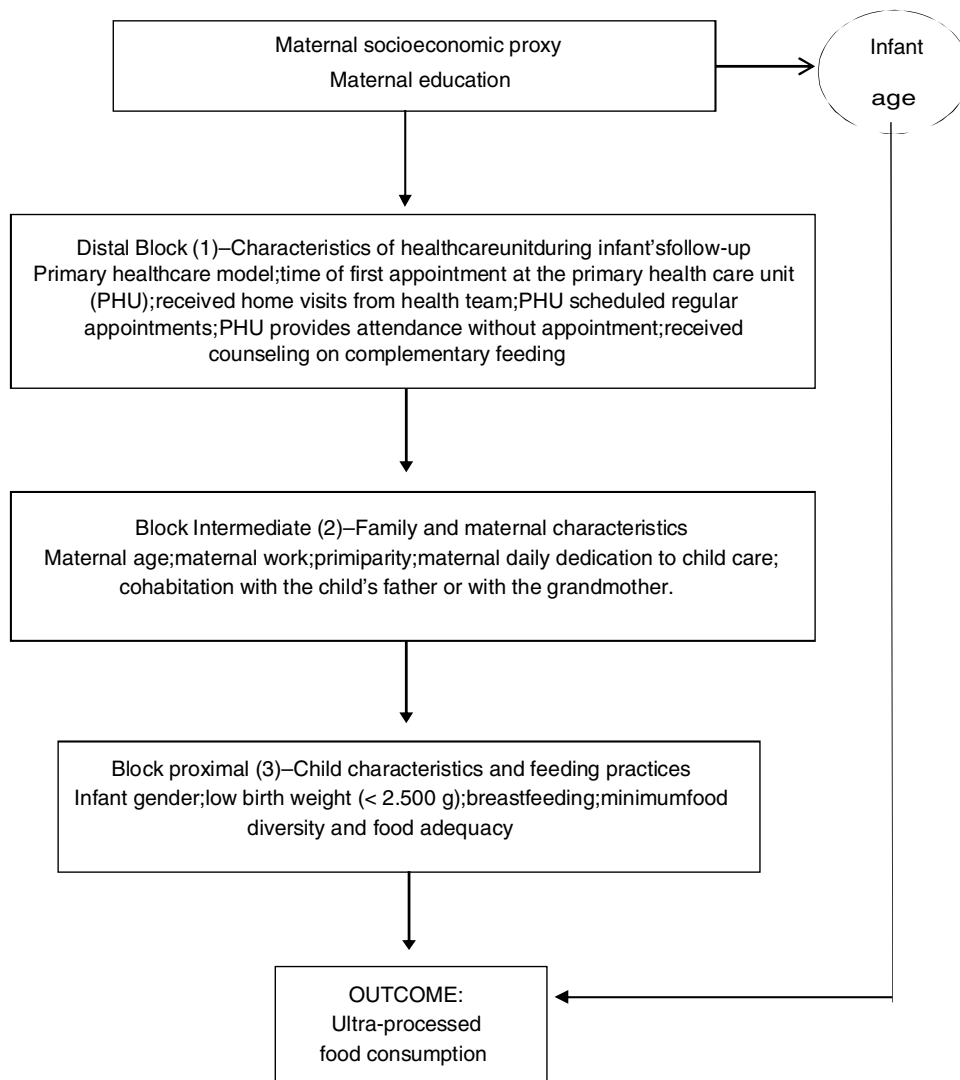 Maternal socioeconomic proxy
Maternal education
Infant
age
Distal Block (1)–Characteristics of healthcareunitduring infant'sfollow-up
Primary healthcare model;time of first appointment at the primary health care unit
(PHU);received home visits from health team;PHU scheduled regular
appointments;PHU provides attendance without appointment;received
counseling on complementary feeding
Block Intermediate (2)–Family and maternal characteristics
Maternal age;maternal work;primiparity;maternal daily dedication to child care;
cohabitation with the child's father or with the grandmother.
Block proximal (3)–Child characteristics and feeding practices
Infant gender;low birth weight (< 2.500 g);breastfeeding;minimumfood
diversity and food adequacy
OUTCOME:
Ultra-processed
food consumption